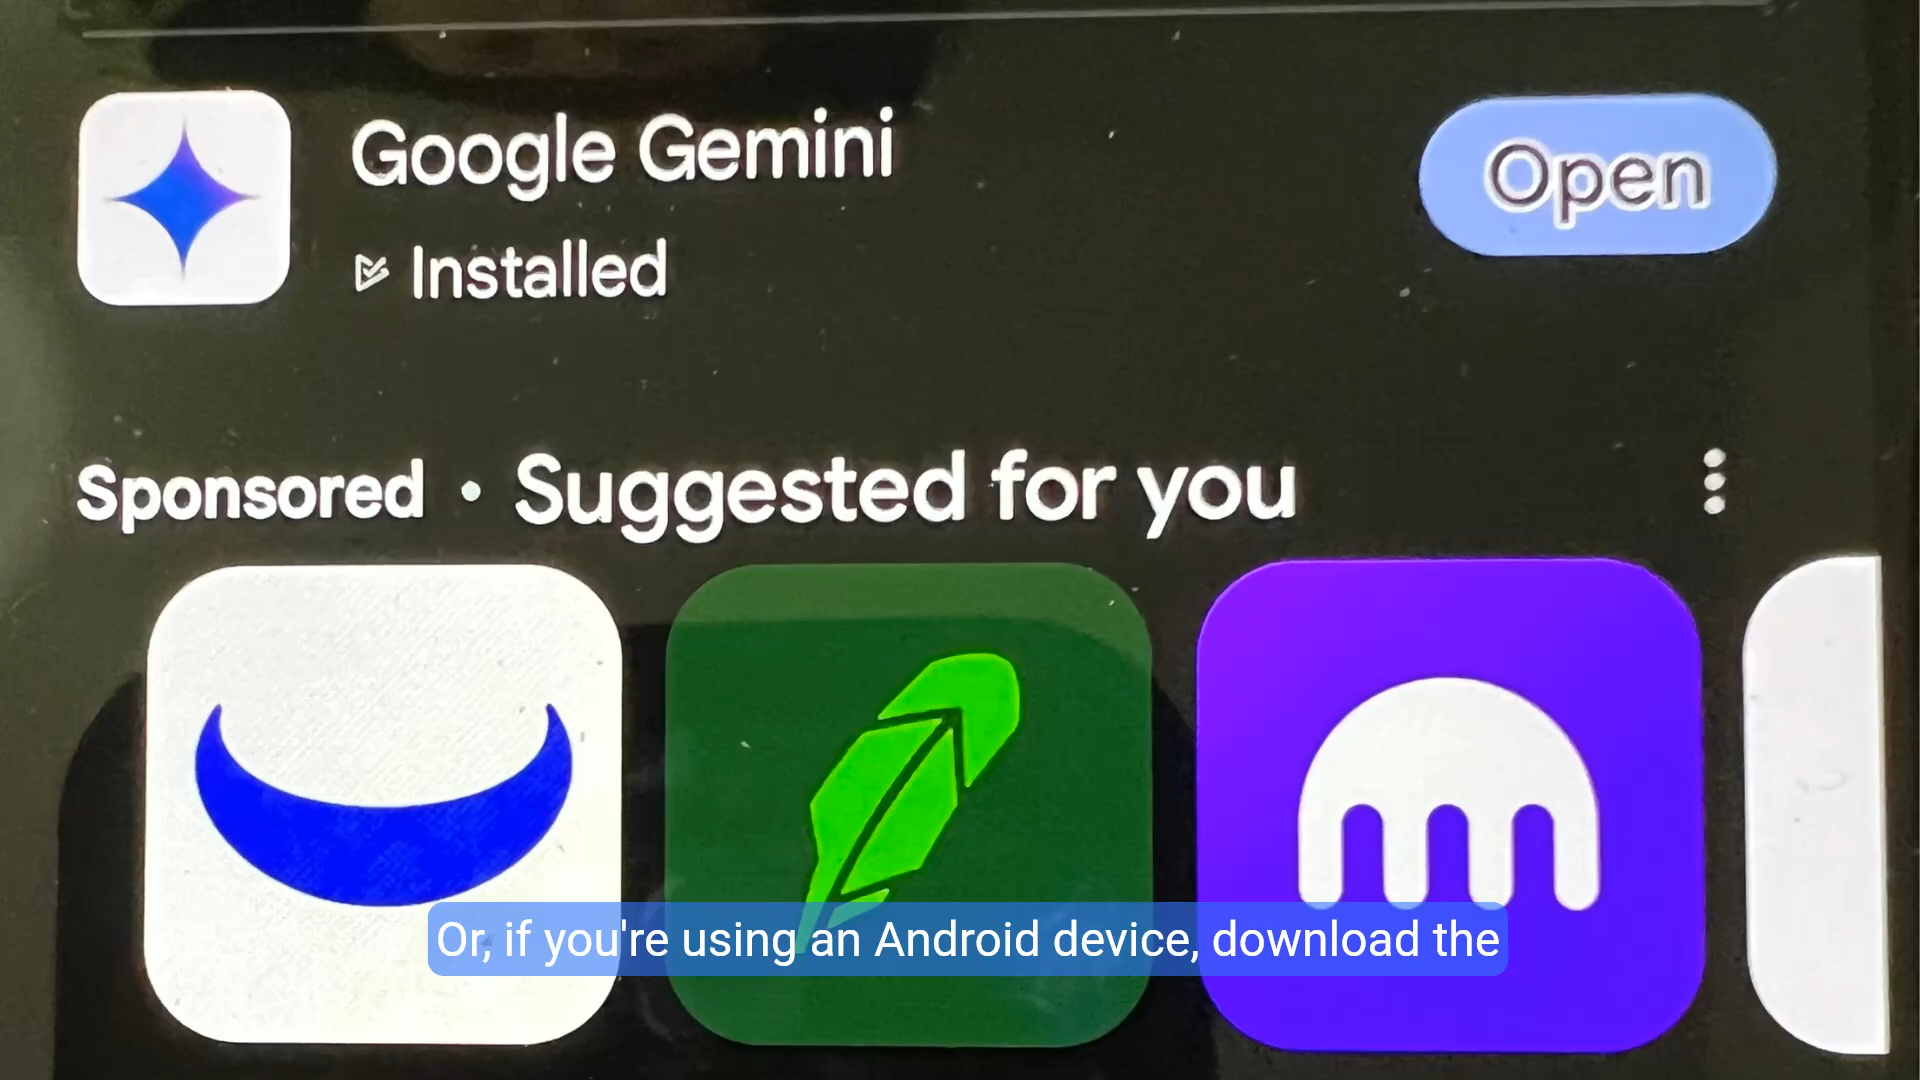 Google Gemini
Installed
Open
Sponsored • Suggested for you
Or, if you're using an Android device, download the